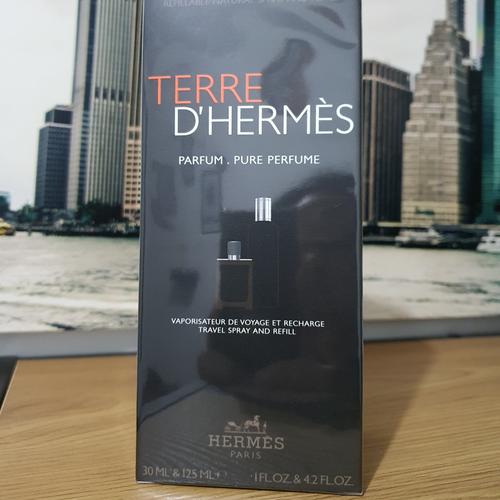 TERRE
D'HERMÈS
PARFUM . PURE PERFUME
VAPORISATEUR DE VOYAGE ET RECHARGE
TRAVEL SPRAY AND REFILL
HERMÈS
PARIS
30 ML & 125 ML 1 FL.OZ. & 4.2 FL.OZ.